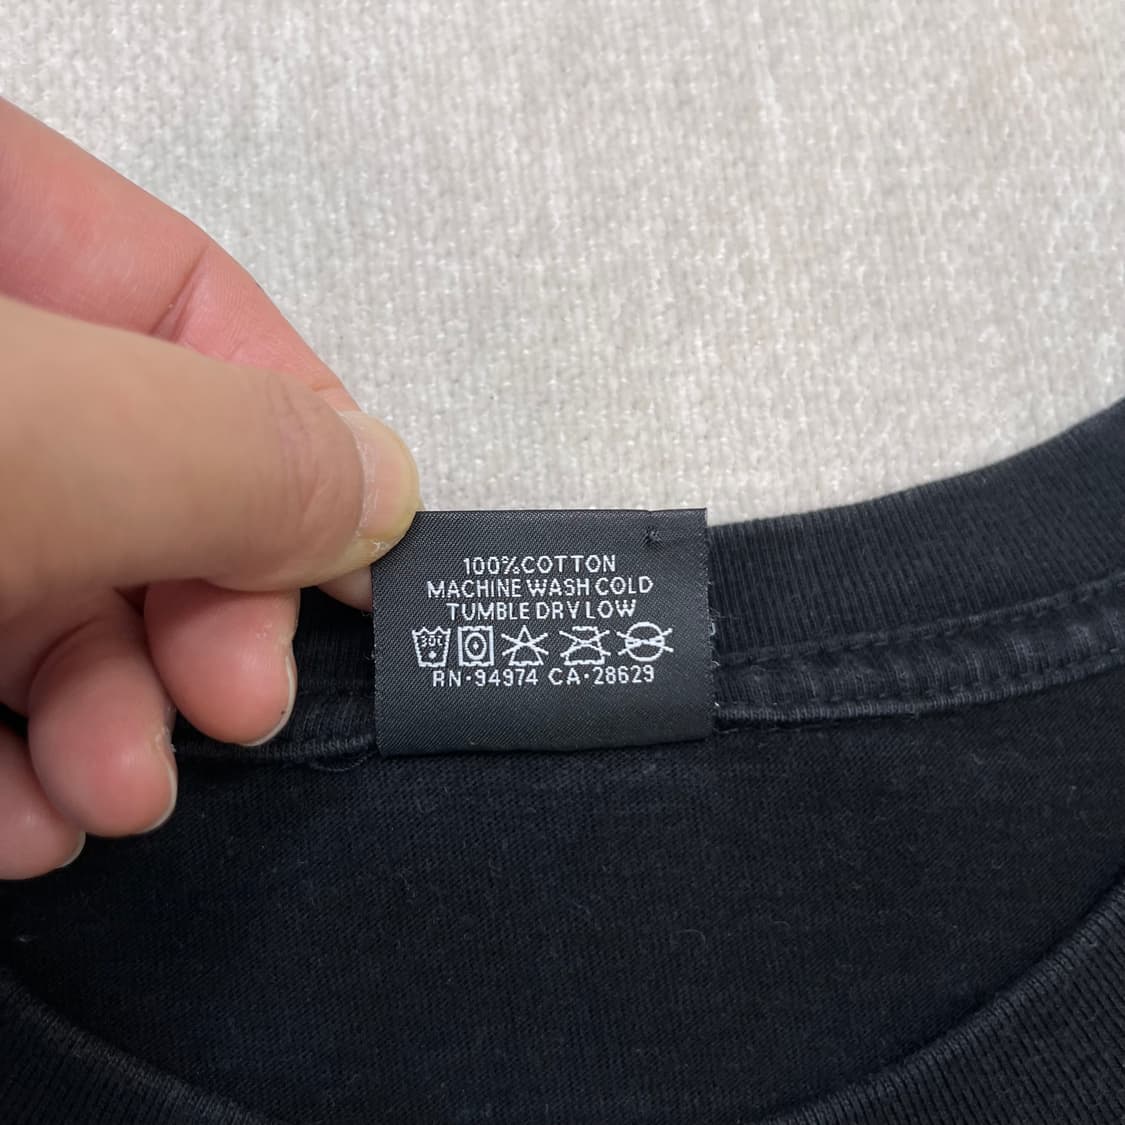 100%COTTON
MACHINE WASH COLD
TUMBLE DRY LOW
30C
RN·94974 CA·28629